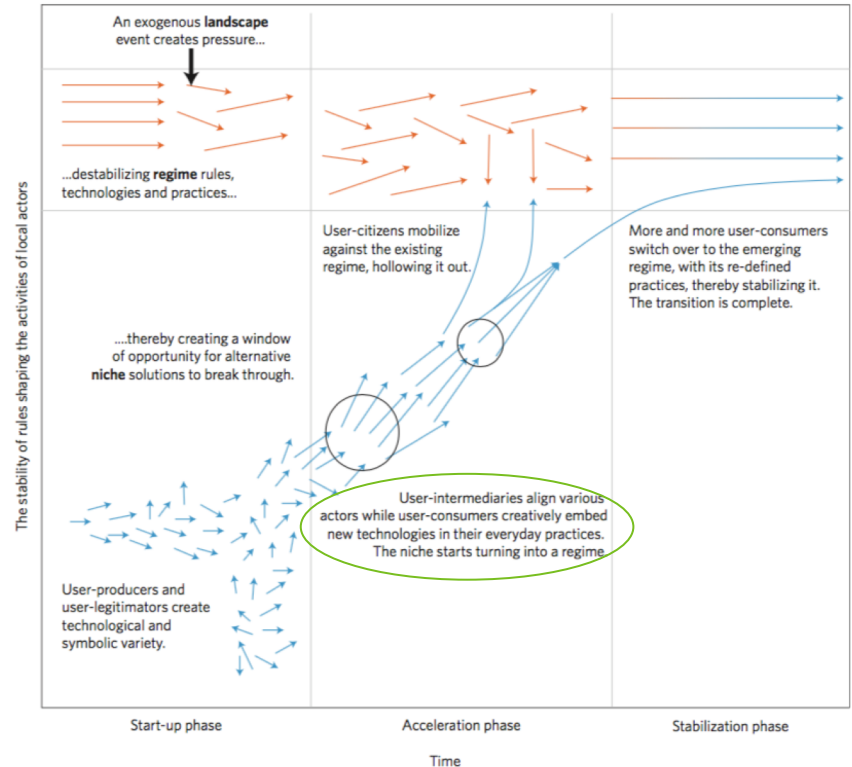 An exogenous landscape
event creates pressure...
...destabilizing regime rules,
technologies and practices...
User-citizens mobilize
against the existing
regime, hollowing it out.
More and more user-consumers
switch over to the emerging
regime, with its re-defined
practices, thereby stabilizing it.
The transition is complete.
....thereby creating a window
of opportunity for alternative
niche solutions to break through.
User-intermediaries align various
actors while user-consumers creatively embed
new technologies in their everyday practices.
The niche starts turning into a regime.
User-producers and
user-legitimators create
technological and
symbolic variety.
The stability of rules shaping the activities of local actors
Start-up phase
Acceleration phase
Stabilization phase
Time